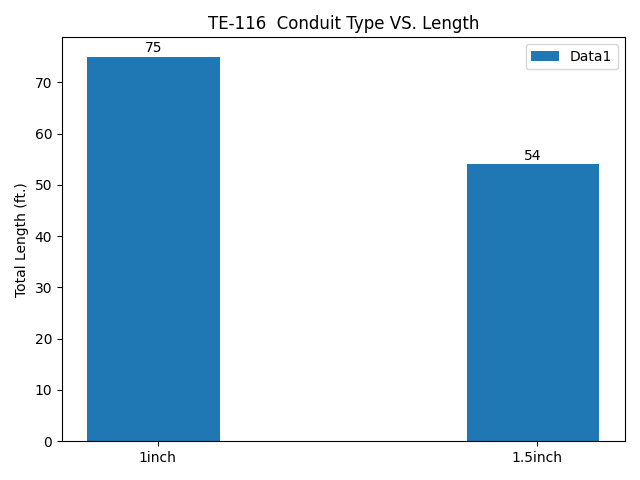 TE-116  Conduit Type VS. Length
75
Data1
70
60
54
50
40
30
20
10
0
Total Length (ft.)
1inch
1.5inch